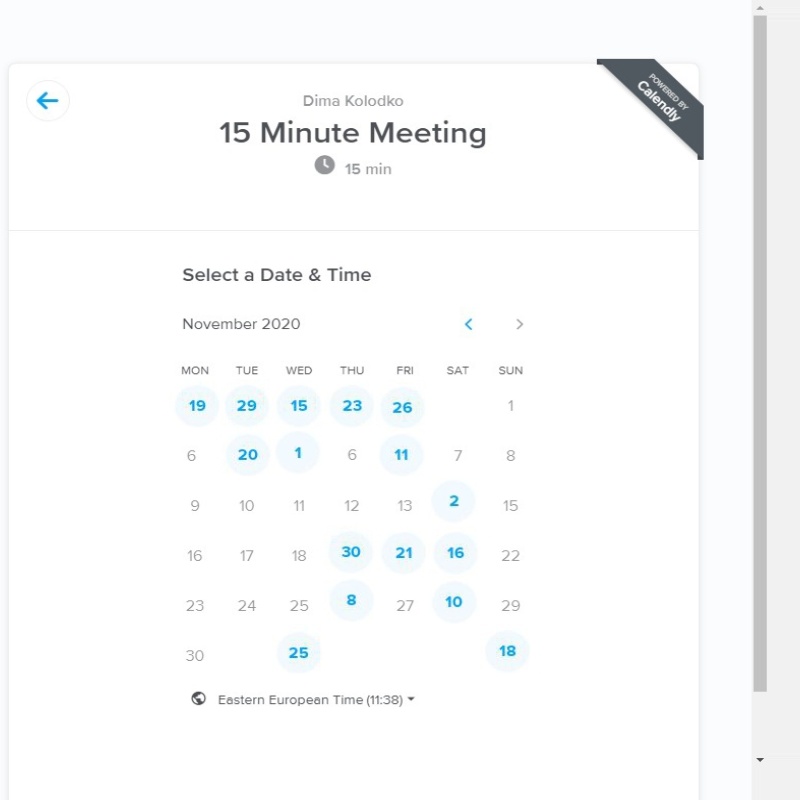 POWERED BY
Calendly
Dima Kolodko
15 Minute Meeting
15 min
Select a Date & Time
November 2020
MON TUE WED THU FRI SAT SUN
19 29 15 23 26 1
6 20 1 6 11 7 8
9 10 11 12 13 2 15
16 17 18 30 21 16 22
23 24 25 8 27 10 29
30 25 18
Eastern European Time (11:38)